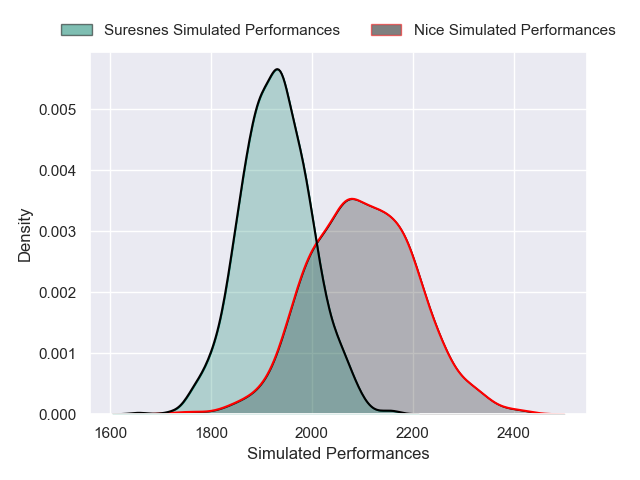 Suresnes Simulated Performances Nice Simulated Performances
0.005
0.004
0.003
0.002
0.001
0.000
Density
1600 1800 2000 2200 2400
Simulated Performances